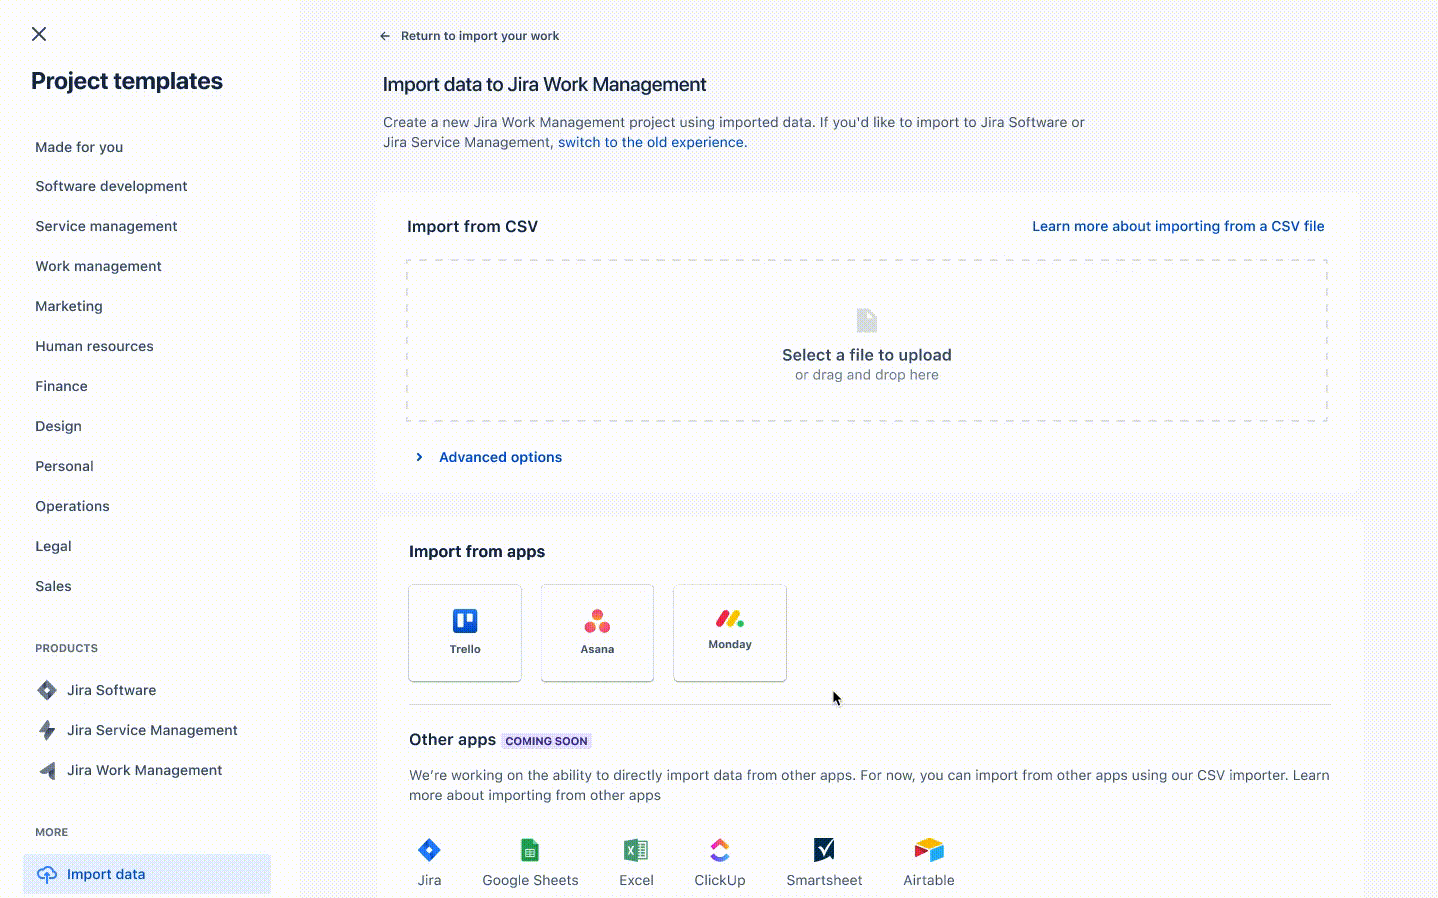 Project templates
Made for you
Software development
Service management
Work management
Marketing
Human resources
Finance
Design
Personal
Operations
Legal
Sales
PRODUCTS
Jira Software
Jira Service Management
Jira Work Management
MORE
Import data
Return to import your work
Import data to Jira Work Management
Create a new Jira Work Management project using imported data. If you'd like to import to Jira Software or
Jira Service Management, switch to the old experience.
Import from CSV
Learn more about importing from a CSV file
Select a file to upload
or drag and drop here
Advanced options
Import from apps
Trello
Asana
Monday
Other apps COMING SOON
We’re working on the ability to directly import data from other apps. For now, you can import from other apps using our CSV importer. Learn
more about importing from other apps
Jira
Google Sheets
Excel
ClickUp
Smartsheet
Airtable